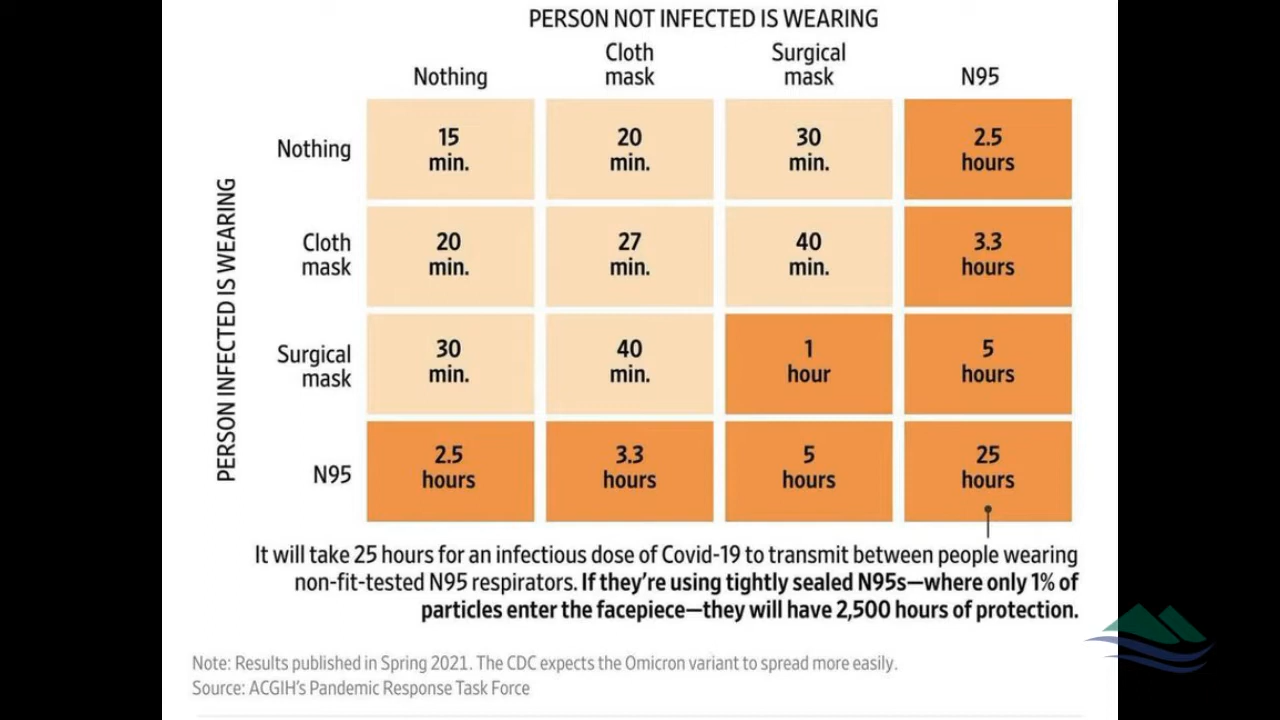 PERSON NOT INFECTED IS WEARING
Nothing
Cloth
mask
Surgical
mask
N95
PERSON INFECTED IS WEARING
Nothing
15
min.
20
min.
30
min.
2.5
hours
Cloth
mask
20
min.
27
min.
40
min.
3.3
hours
Surgical
mask
30
min.
40
min.
1
hour
5
hours
N95
2.5
hours
3.3
hours
5
hours
25
hours
It will take 25 hours for an infectious dose of Covid-19 to transmit between people wearing
non-fit-tested N95 respirators. If they’re using tightly sealed N95s—where only 1% of
particles enter the facepiece—they will have 2,500 hours of protection.
Note: Results published in Spring 2021. The CDC expects the Omicron variant to spread more easily.
Source: ACGIH’s Pandemic Response Task Force